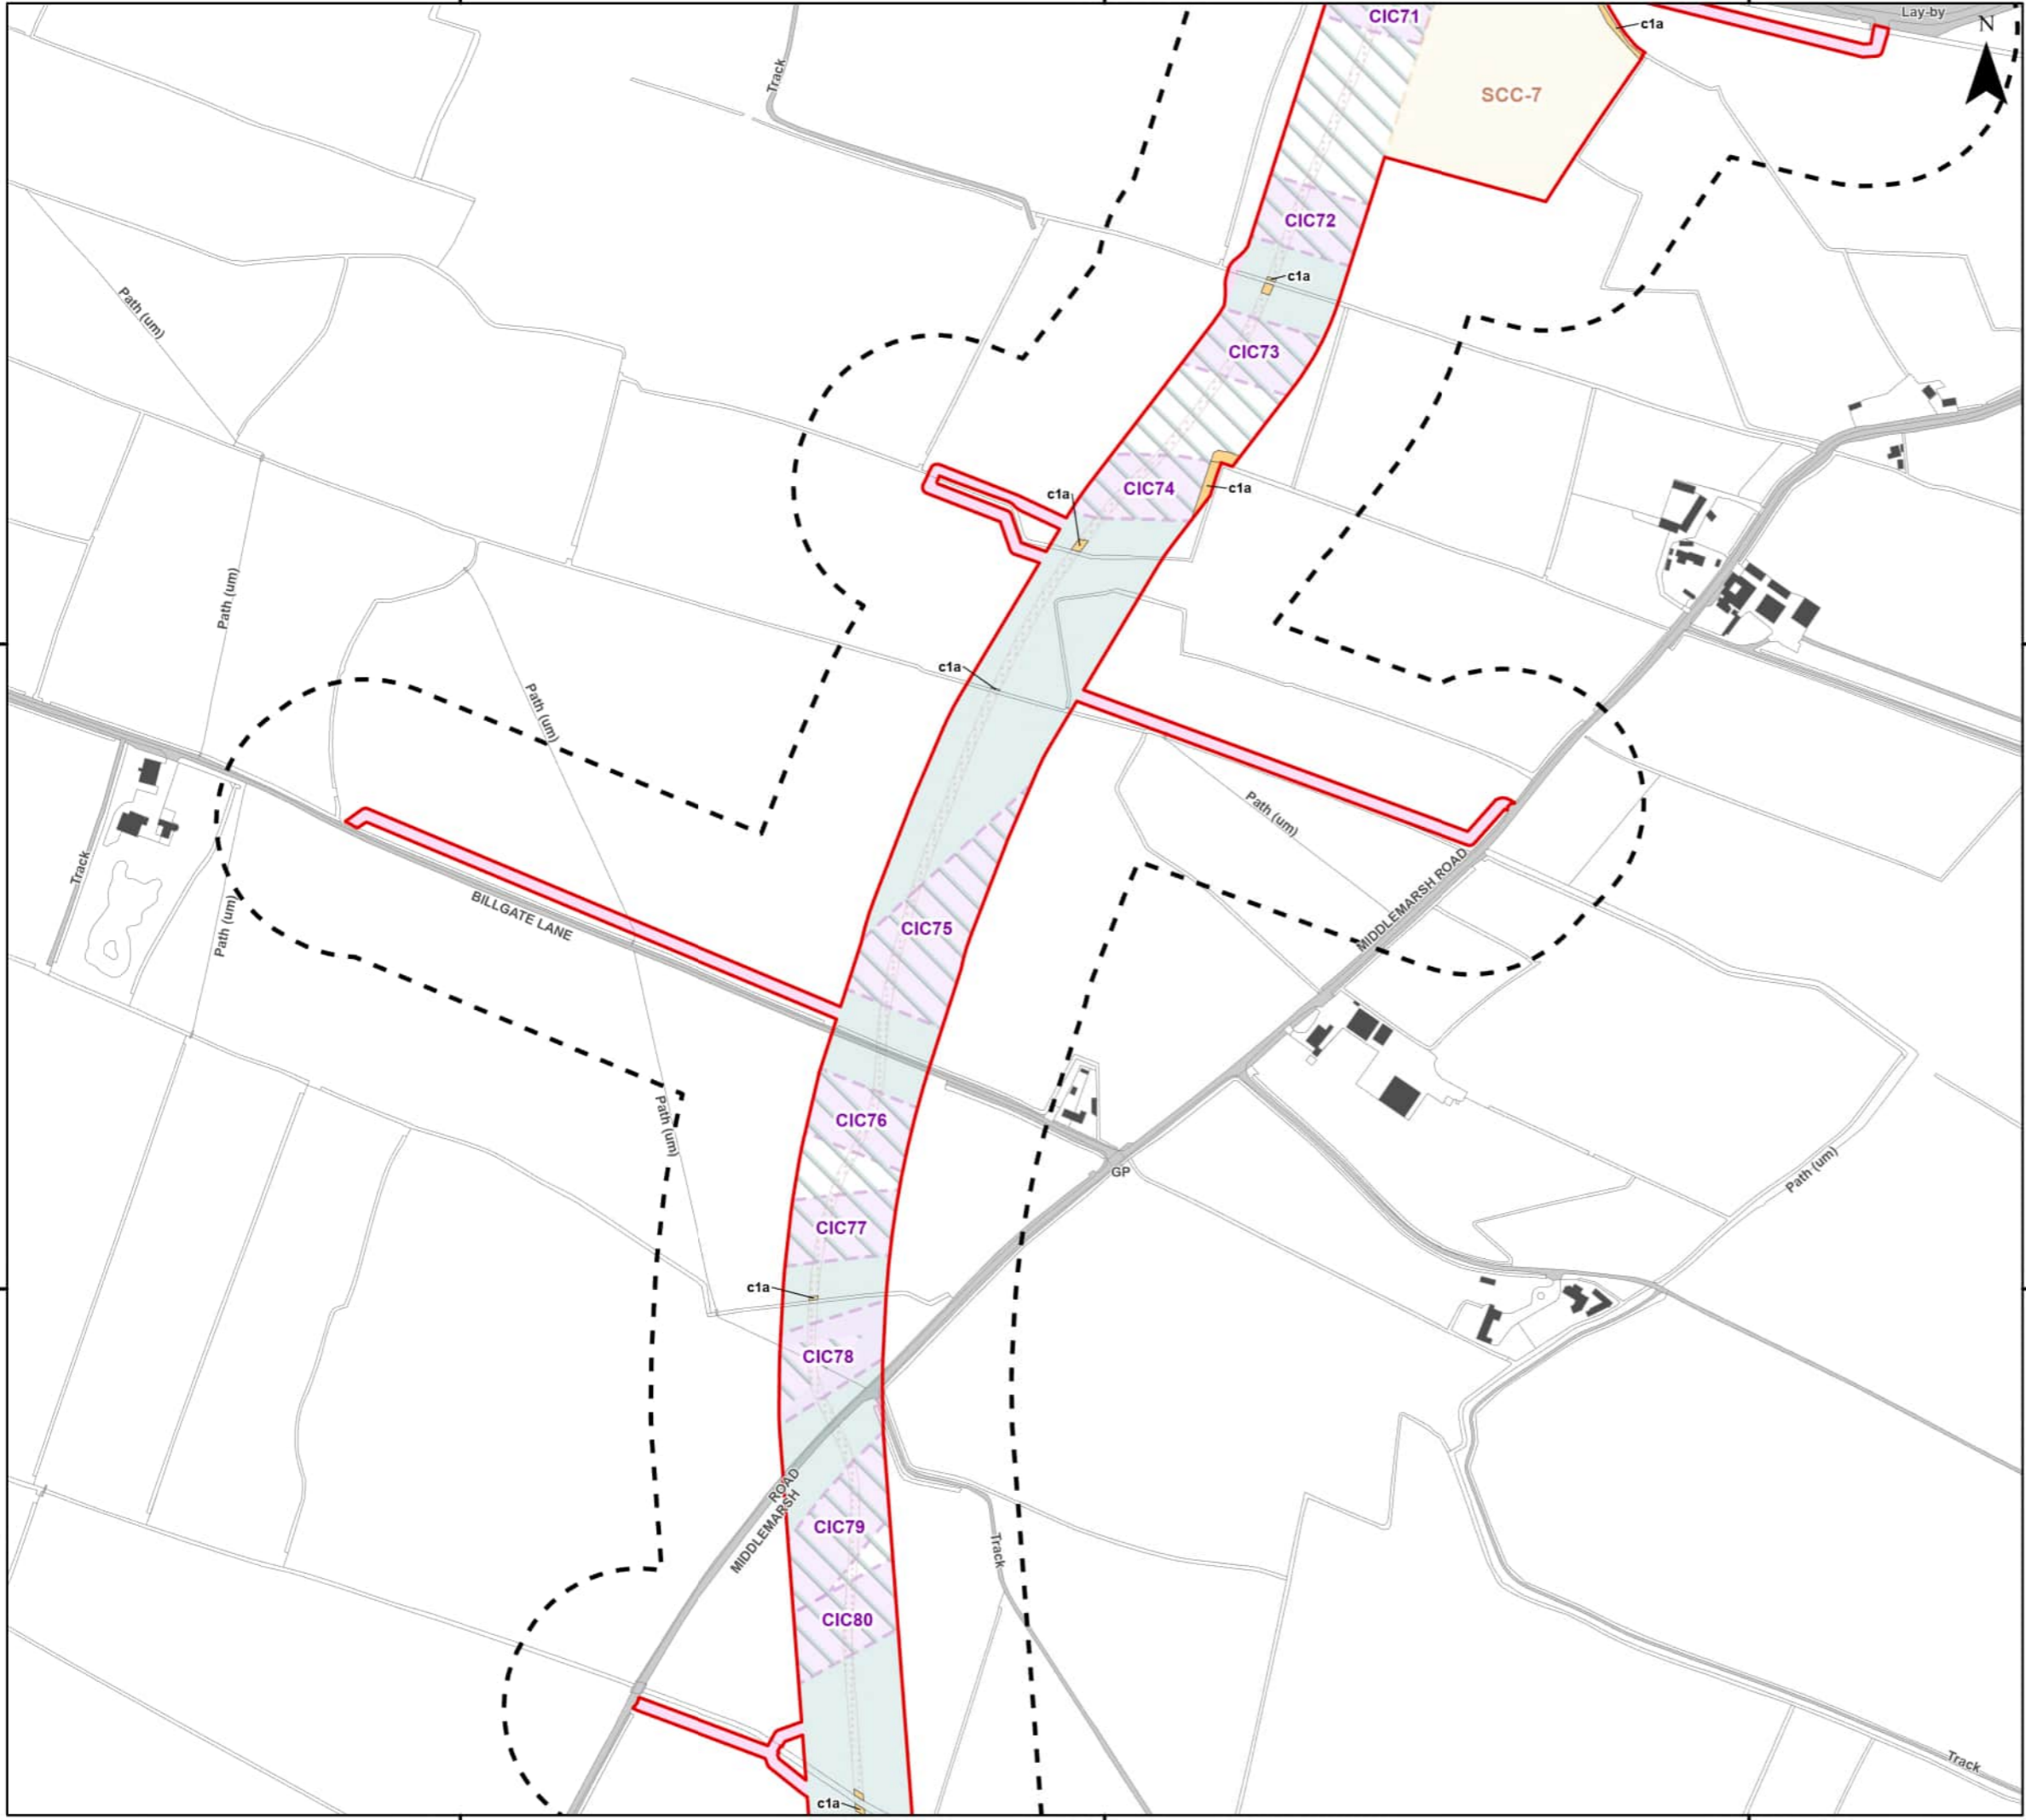 CIC71
Lay-by
c1a
N
Track
SCC-7
CIC72
c1a
Path (um)
CIC73
CIC74
c1a
c1a
Path (um)
c1a
Path (um)
Path (um)
MIDDLEMARSH ROAD
Track
BILLGATE LANE
Path (um)
CIC75
CIC76
Path (um)
GP
Path (um)
CIC77
c1a
CIC78
ROAD
MIDDLEMARSH
CIC79
Track
CIC80
Track
c1a